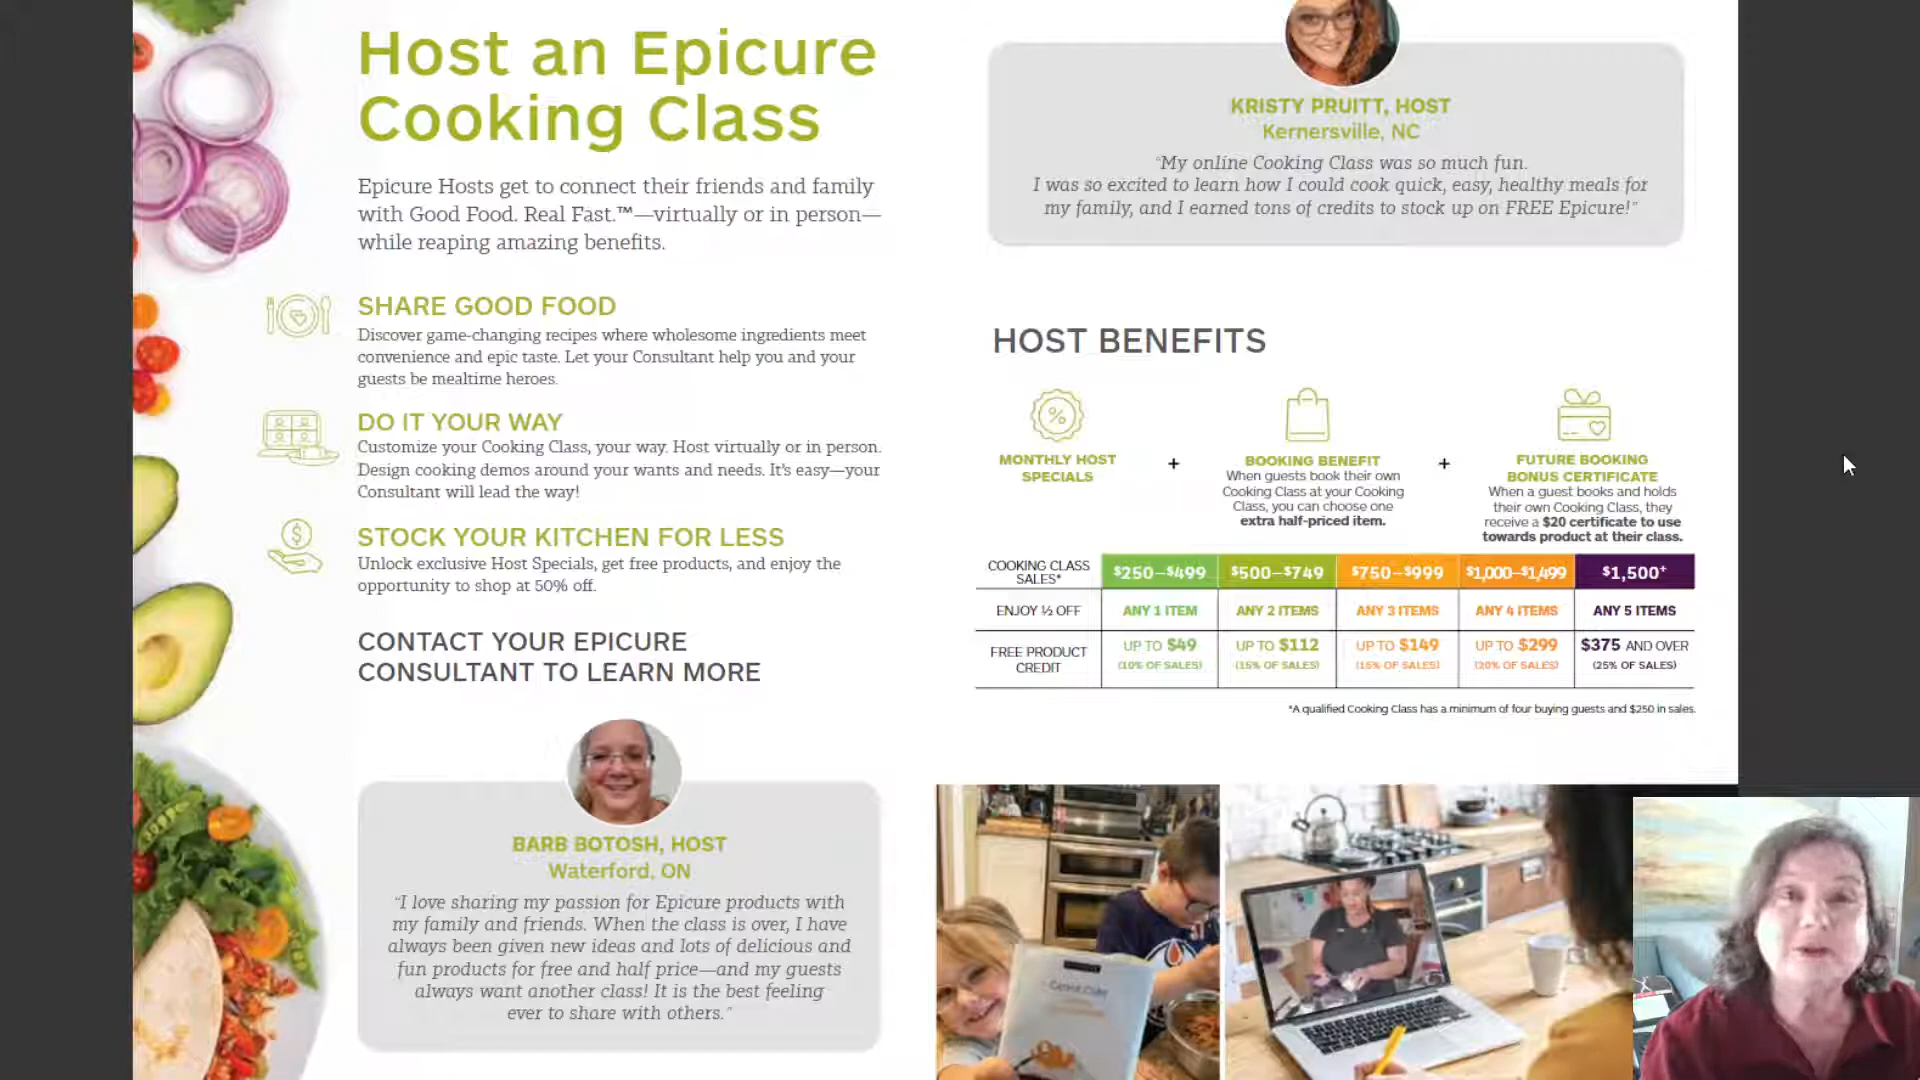 Host an Epicure
Cooking Class
Epicure Hosts get to connect their friends and family
with Good Food. Real Fast.™—virtually or in person—
while reaping amazing benefits.
SHARE GOOD FOOD
Discover game-changing recipes where wholesome ingredients meet
convenience and epic taste. Let your Consultant help you and your
guests be mealtime heroes.
DO IT YOUR WAY
Customize your Cooking Class, your way. Host virtually or in person.
Design cooking demos around your wants and needs. It's easy—your
Consultant will lead the way!
STOCK YOUR KITCHEN FOR LESS
Unlock exclusive Host Specials, get free products, and enjoy the
opportunity to shop at 50% off.
CONTACT YOUR EPICURE
CONSULTANT TO LEARN MORE
BARB BOTOSH, HOST
Waterford, ON
"I love sharing my passion for Epicure products with
my family and friends. When the class is over, I have
always been given new ideas and lots of delicious and
fun products for free and half price—and my guests
always want another class! It is the best feeling
ever to share with others."
KRISTY PRUITT, HOST
Kernersville, NC
"My online Cooking Class was so much fun.
I was so excited to learn how I could cook quick, easy, healthy meals for
my family, and I earned tons of credits to stock up on FREE Epicure!"
HOST BENEFITS
MONTHLY HOST
SPECIALS
+
BOOKING BENEFIT
When guests book their own
Cooking Class at your Cooking
Class, you can choose one
extra half-priced item.
+
FUTURE BOOKING
BONUS CERTIFICATE
When a guest books and holds
their own Cooking Class, they
receive a $20 certificate to use
towards product at their class.
COOKING CLASS
SALES* $250–$499 $500–$749 $750–$999 $1,000–$1,499 $1,500+
ENJOY ½ OFF ANY 1 ITEM ANY 2 ITEMS ANY 3 ITEMS ANY 4 ITEMS ANY 5 ITEMS
FREE PRODUCT
CREDIT UP TO $49 UP TO $112 UP TO $149 UP TO $299 $375 AND OVER
(10% OF SALES) (15% OF SALES) (15% OF SALES) (20% OF SALES) (25% OF SALES)
*A qualified Cooking Class has a minimum of four buying guests and $250 in sales.